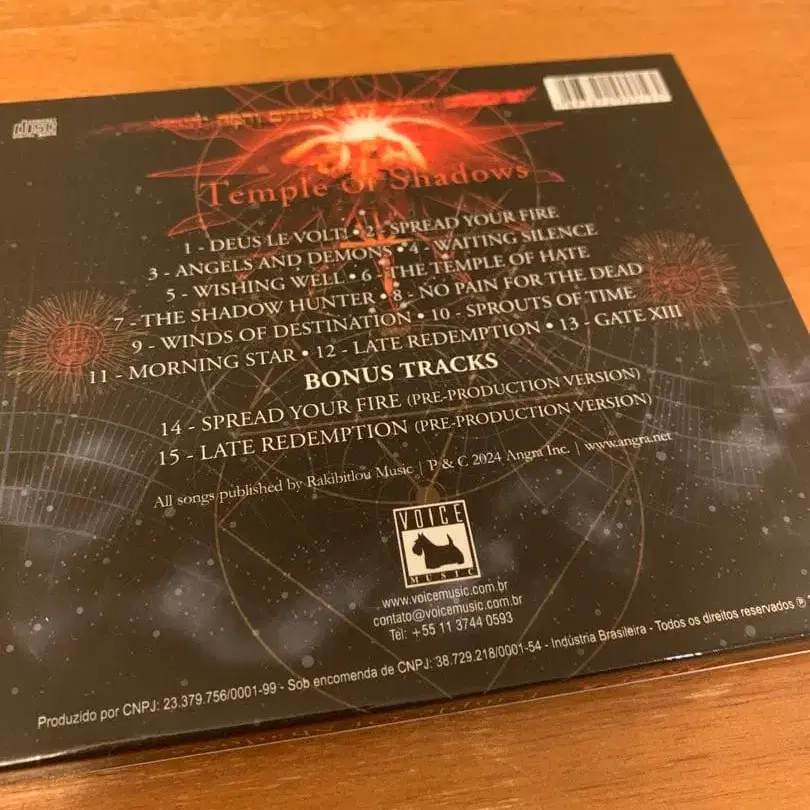 Temple Of Shadows
1 - DEUS LE VOLT! • 2 - SPREAD YOUR FIRE
3 - ANGELS AND DEMONS • 4 - WAITING SILENCE
5 - WISHING WELL • 6 - THE TEMPLE OF HATE
7 - THE SHADOW HUNTER • 8 - NO PAIN FOR THE DEAD
9 - WINDS OF DESTINATION • 10 - SPROUTS OF TIME
11 - MORNING STAR • 12 - LATE REDEMPTION • 13 - GATE XIII
BONUS TRACKS
14 - SPREAD YOUR FIRE (PRE-PRODUCTION VERSION)
15 - LATE REDEMPTION (PRE-PRODUCTION VERSION)
All songs published by Rakibitlou Music | P & C. 2024 Angra Inc. | www.angra.net
VOICE
MUSIC
www.voicemusic.com.br
contato@voicemusic.com.br
Tel: +55 11 3744 0593
Produzido por CNPJ: 23.379.756/0001-99 - Sob encomenda de CNPJ: 38.729.218/0001-54 - Indústria Brasileira - Todos os direitos reservados ℗